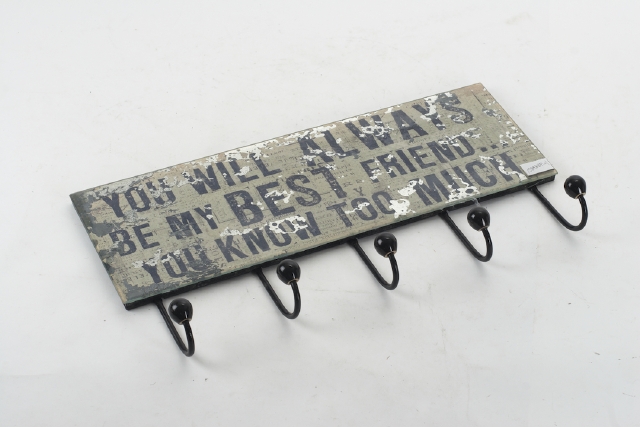 YOU WILL ALWAYS
BE MY BEST FRIEND...
YOU KNOW TOO MUCH